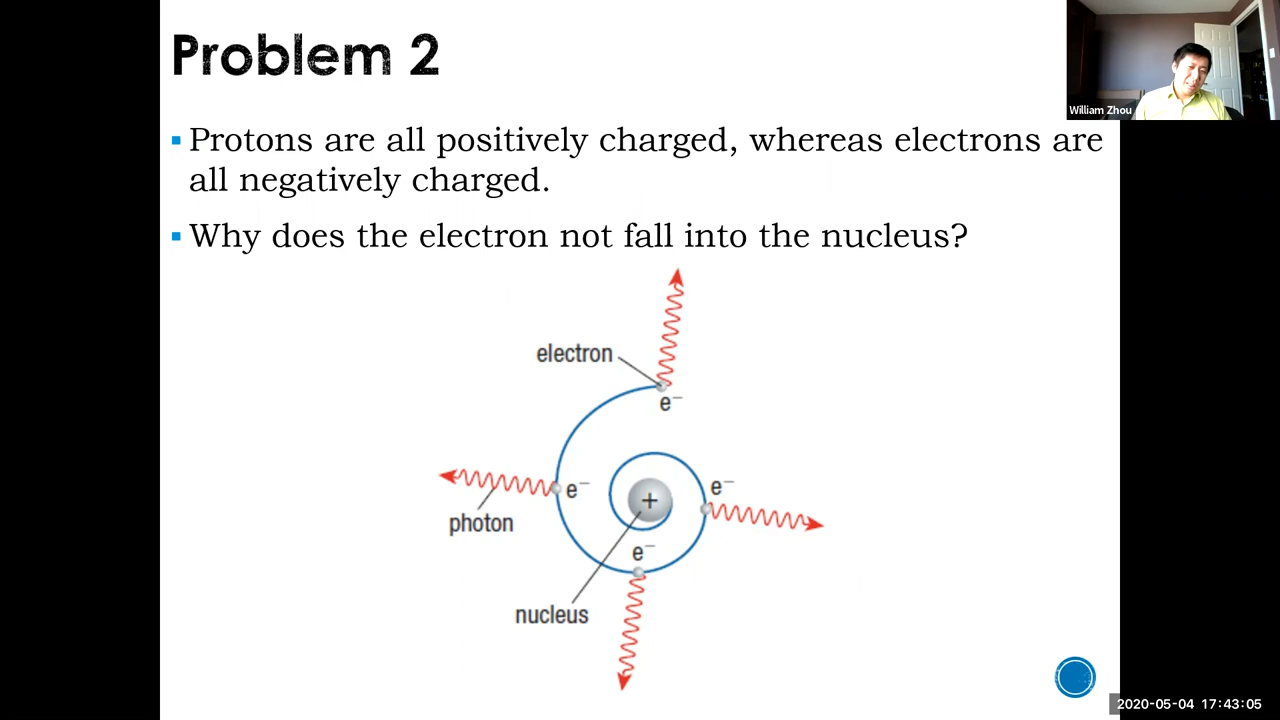 Problem 2
William Zhou
▪ Protons are all positively charged, whereas electrons are
all negatively charged.
▪ Why does the electron not fall into the nucleus?
electron
e⁻
e⁻
e⁻
+
photon
e⁻
nucleus
2020-05-04 17:43:05